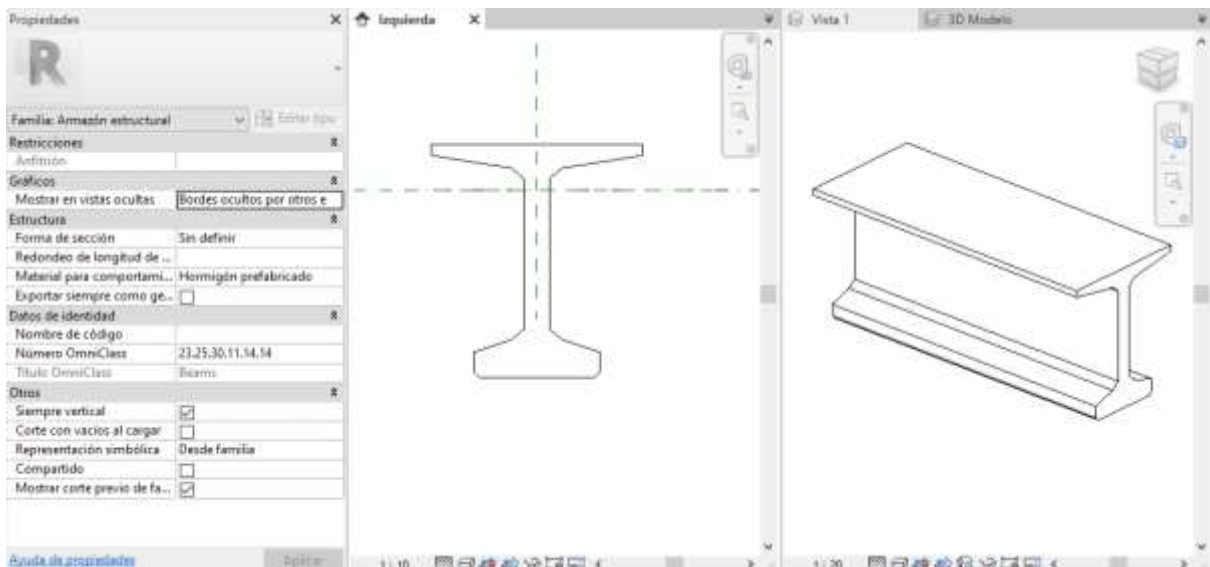 Propiedades
Izquierda
Vista 1
3D Modelo
R
Familia: Armazón estructural
Editar tipo
Restricciones
Anfitrión
Gráficos
Mostrar en vistas ocultas
Bordes ocultos por otros e
Estructura
Forma de sección
Sin definir
Redondeo de longitud de ...
Material para comportami...
Hormigón prefabricado
Exportar siempre como ge...
Datos de identidad
Nombre de código
Número OmniClass
23.25.30.11.14.14
Título OmniClass
Beams
Otros
Siempre vertical
Corte con vacíos al cargar
Representación simbólica
Desde familia
Compartido
Mostrar corte previo de fa...
Ayuda de propiedades
Aplicar
1 : 10
1 : 20